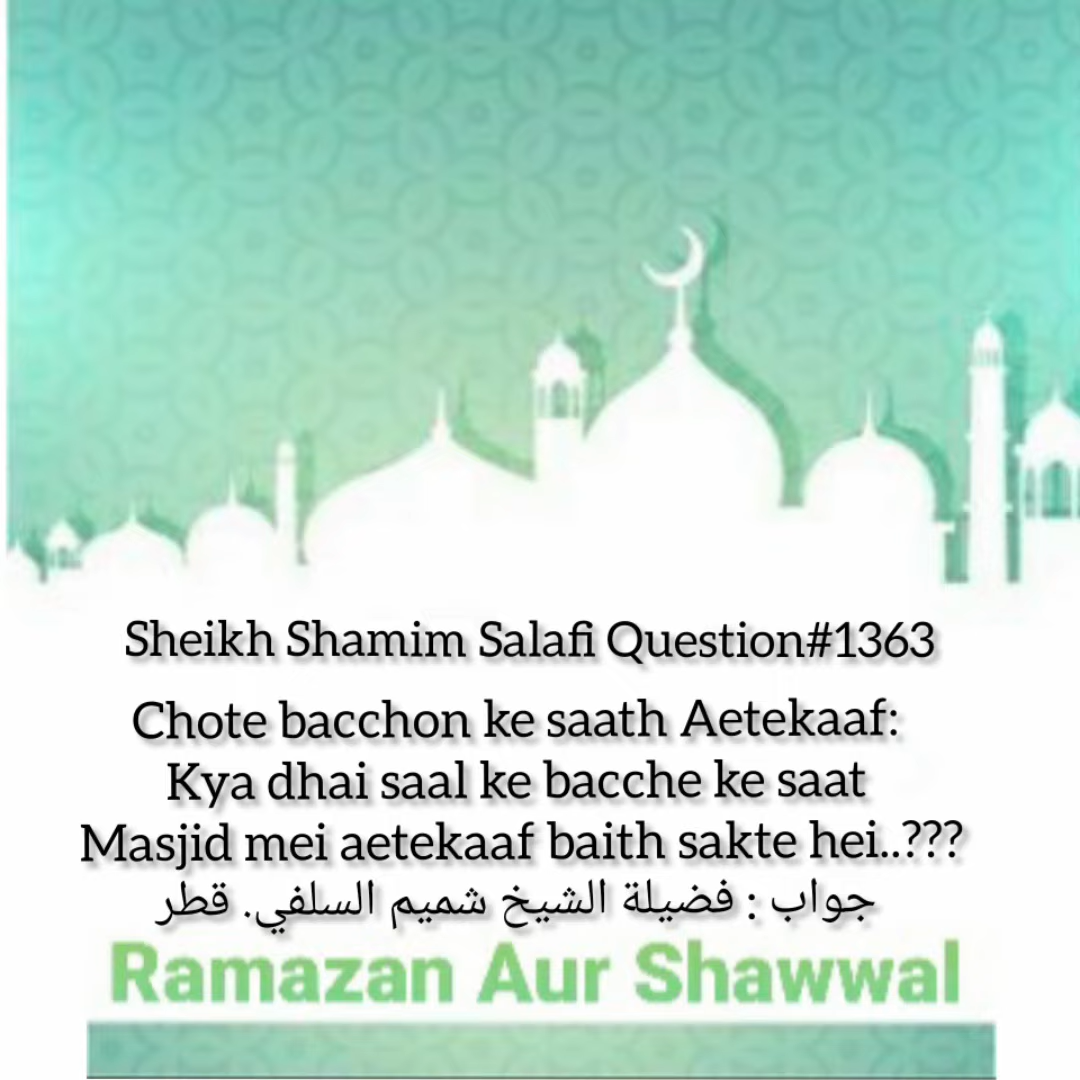 Sheikh Shamim Salafi Question#1363
Chote bacchon ke saath Aetekaaf:
Kya dhai saal ke bacche ke saat
Masjid mei aetekaaf baith sakte hei..???
جواب : فضيلة الشيخ شميم السلفي. قطر
Ramazan Aur Shawwal